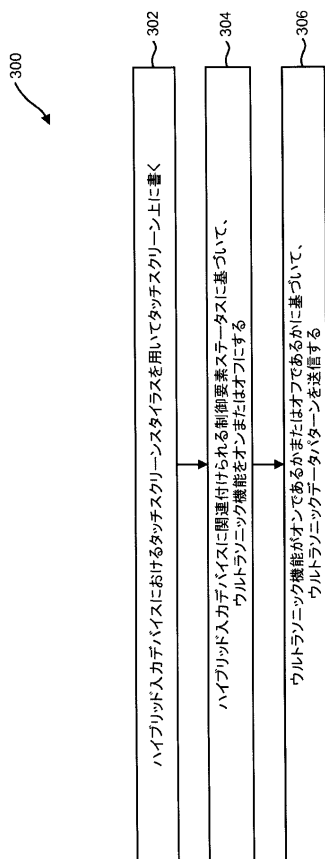 300
ハイブリッド入力デバイスにおけるタッチスクリーンスタイラスを用いてタッチスクリーン上に書く
302
ハイブリッド入力デバイスに関連付けられる制御要素ステータスに基づいて、
ウルトラソニック機能をオンまたはオフにする
304
ウルトラソニック機能がオンであるかまたはオフであるかに基づいて、
ウルトラソニックデータパターンを送信する
306